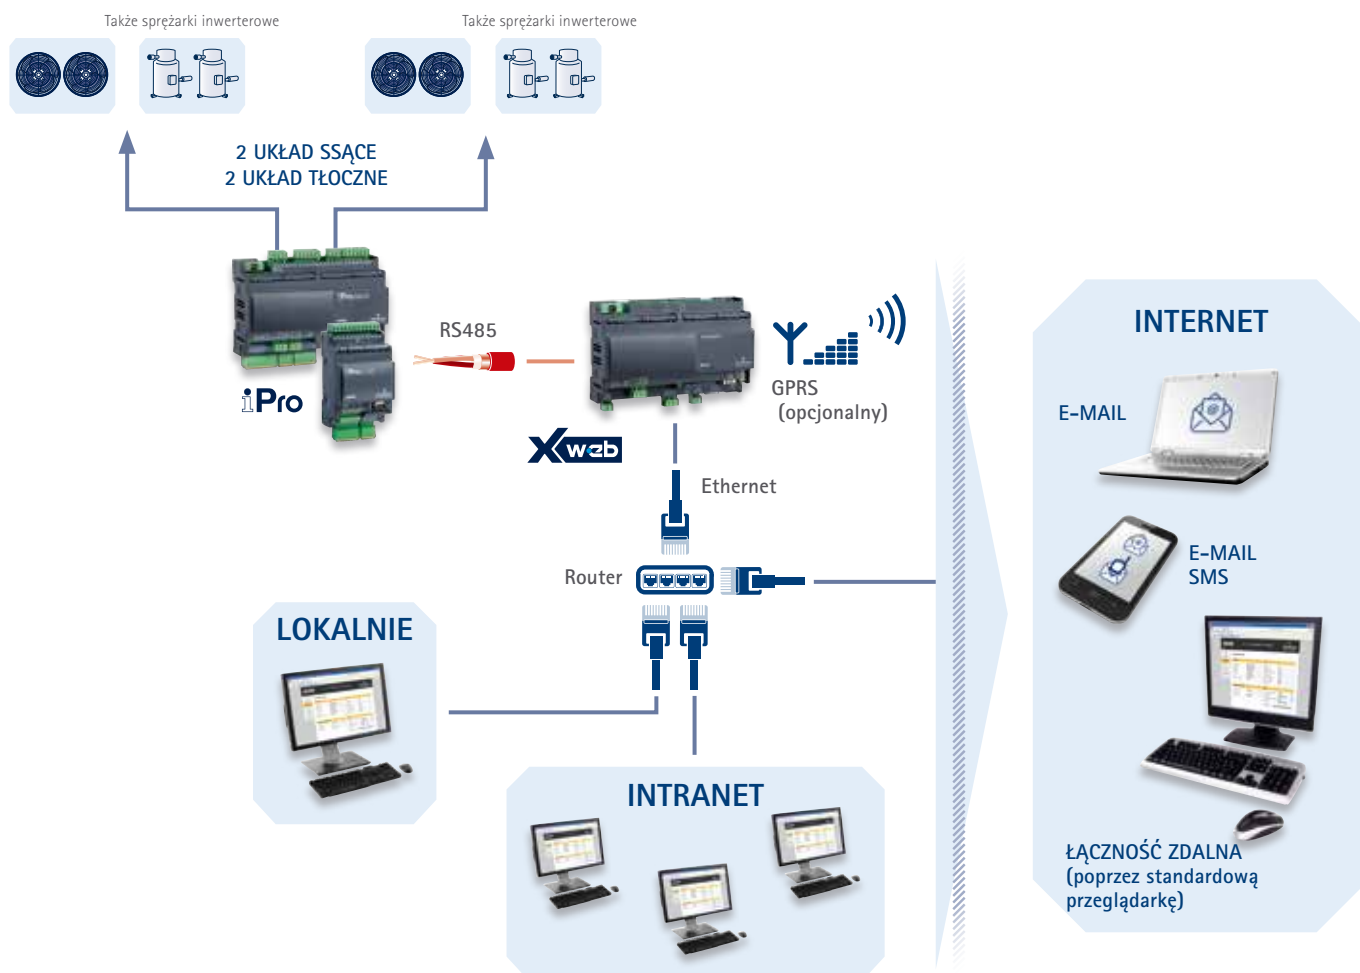 Także sprężarki inwerterowe
Także sprężarki inwerterowe
2 UKŁAD SSĄCE
2 UKŁAD TŁOCZNE
RS485
iPro
Xweb
GPRS
(opcjonalny)
Ethernet
Router
LOKALNIE
INTRANET
INTERNET
E-MAIL
E-MAIL
SMS
ŁĄCZNOŚĆ ZDALNA
(poprzez standardową
przeglądarkę)